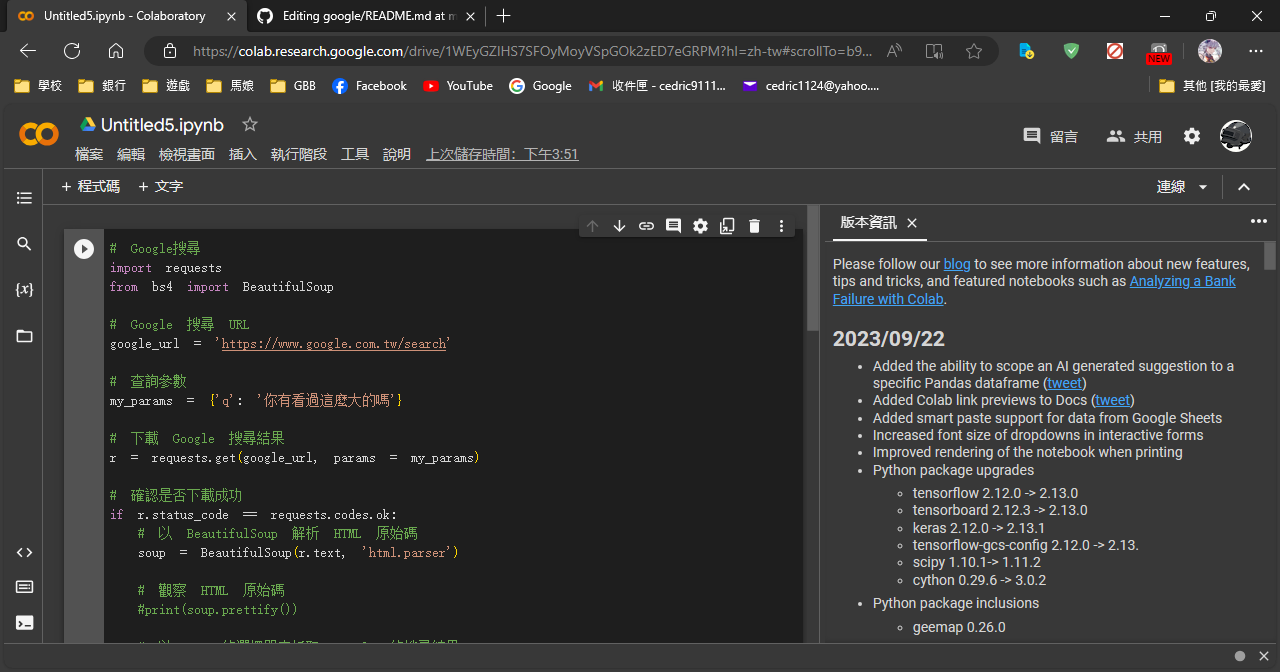 Untitled5.ipynb - Colaboratory
Editing google/README.md at m
https://colab.research.google.com/drive/1WEyGZIHS7SFOyMoyVSpGOk2zED7eGRPM?hl=zh-tw#scrollTo=b9...
NEW
學校 銀行 遊戲 馬娘 GBB Facebook YouTube Google 收件匣 - cedric9111... cedric1124@yahoo.... 其他 [我的最愛]
Untitled5.ipynb
留言 共用
檔案 編輯 檢視畫面 插入 執行階段 工具 說明 上次儲存時間：下午3:51
+ 程式碼 + 文字
連線
# Google搜尋
import requests
from bs4 import BeautifulSoup
# Google 搜尋 URL
google_url = 'https://www.google.com.tw/search'
# 查詢參數
my_params = {'q': '你有看過這麼大的嗎'}
# 下載 Google 搜尋結果
r = requests.get(google_url, params = my_params)
# 確認是否下載成功
if r.status_code == requests.codes.ok:
# 以 BeautifulSoup 解析 HTML 原始碼
soup = BeautifulSoup(r.text, 'html.parser')
# 觀察 HTML 原始碼
#print(soup.prettify())
版本資訊
Please follow our blog to see more information about new features,
tips and tricks, and featured notebooks such as Analyzing a Bank
Failure with Colab.
2023/09/22
• Added the ability to scope an AI generated suggestion to a
specific Pandas dataframe (tweet)
• Added Colab link previews to Docs (tweet)
• Added smart paste support for data from Google Sheets
• Increased font size of dropdowns in interactive forms
• Improved rendering of the notebook when printing
• Python package upgrades
◦ tensorflow 2.12.0 -> 2.13.0
◦ tensorboard 2.12.3 -> 2.13.0
◦ keras 2.12.0 -> 2.13.1
◦ tensorflow-gcs-config 2.12.0 -> 2.13.
◦ scipy 1.10.1-> 1.11.2
◦ cython 0.29.6 -> 3.0.2
• Python package inclusions
◦ geemap 0.26.0